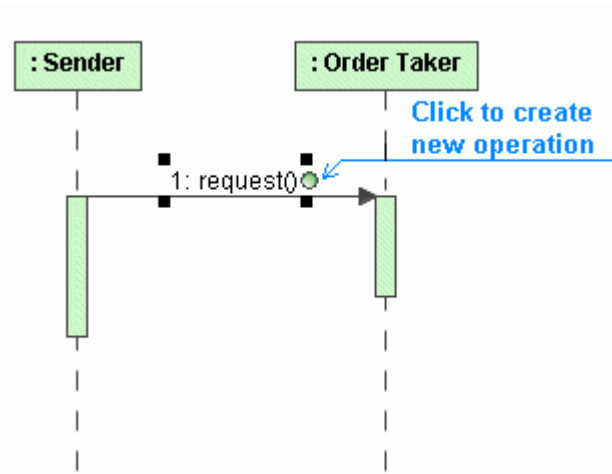 : Sender
: Order Taker
Click to create
new operation
1: request()